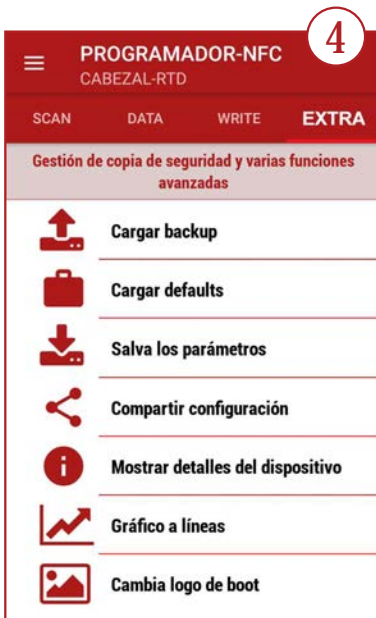 4
PROGRAMADOR-NFC
CABEZAL-RTD
SCAN DATA WRITE EXTRA
Gestión de copia de seguridad y varias funciones
avanzadas
Cargar backup
Cargar defaults
Salva los parámetros
Compartir configuración
i
Mostrar detalles del dispositivo
Gráfico a líneas
Cambia logo de boot